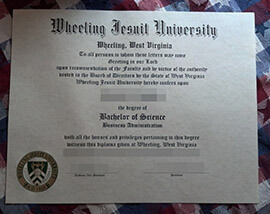 Wheeling Jesuit University
Wheeling, West Virginia
To all persons to whom these letters may come
Greeting in our Lord
upon recommendation of the Faculty and by virtue of the authority
vested in the Board of Directors by the State of West Virginia
Wheeling Jesuit University hereby confers upon
the degree of
Bachelor of Science
Business Administration
with all the honors and privileges pertaining to this degree
witness this diploma given at Wheeling, West Virginia